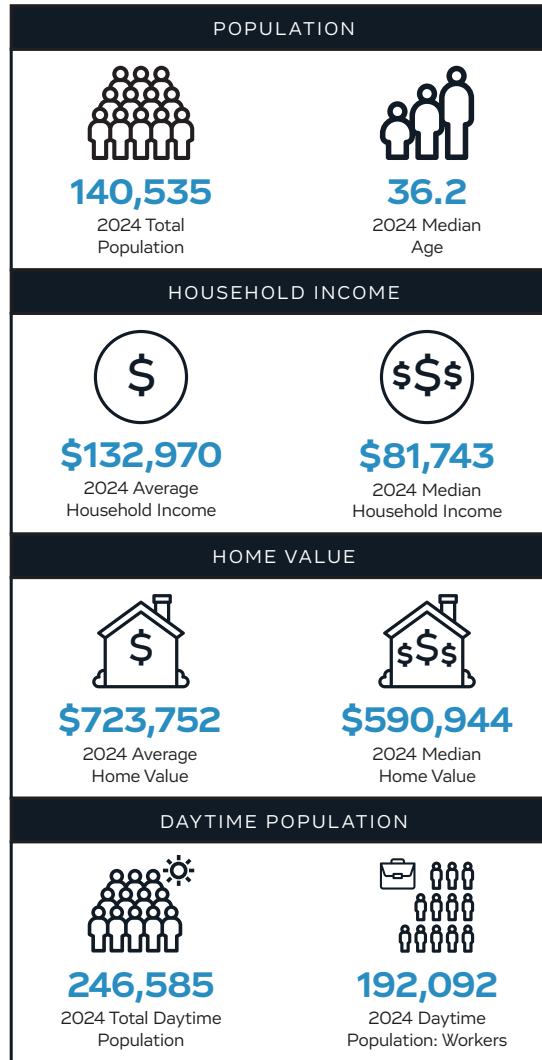 POPULATION
140,535
2024 Total
Population
36.2
2024 Median
Age
HOUSEHOLD INCOME
$
$132,970
2024 Average
Household Income
$$$
$81,743
2024 Median
Household Income
HOME VALUE
$
$723,752
2024 Average
Home Value
$$$
$590,944
2024 Median
Home Value
DAYTIME POPULATION
246,585
2024 Total Daytime
Population
192,092
2024 Daytime
Population: Workers